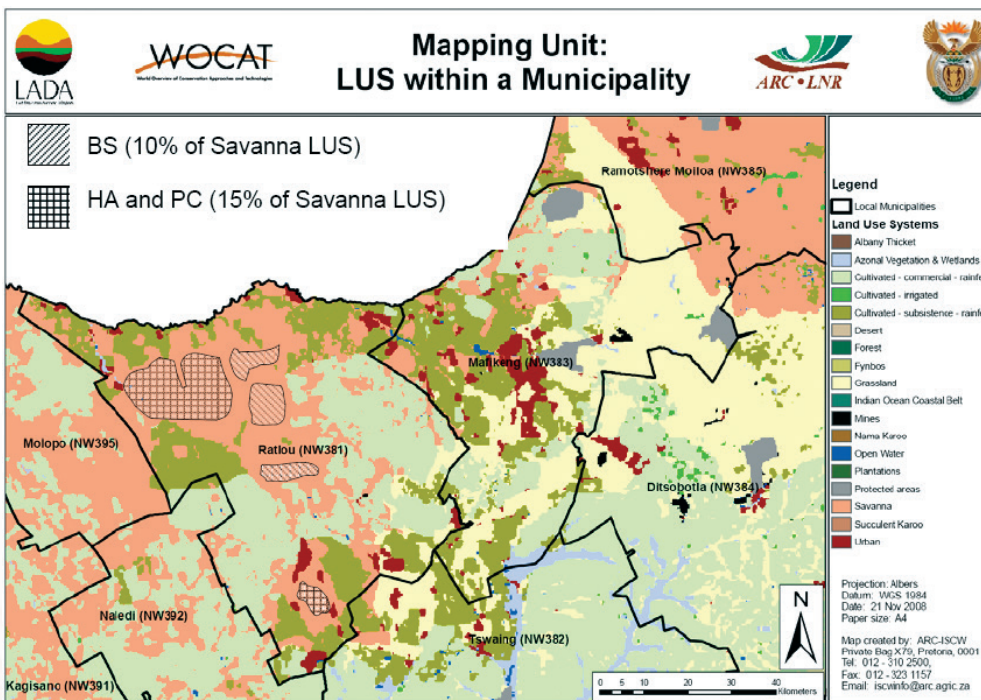 LADA
WOCAT
World Overview of Conservation Approaches and Technologies
Mapping Unit:
LUS within a Municipality
ARC • LNR
BS (10% of Savanna LUS)
HA and PC (15% of Savanna LUS)
Ramotshere Moiloa (NW385)
Mafikeng (NW383)
Molopo (NW395)
Ratlou (NW381)
Ditsobotla (NW384)
Naledi (NW392)
Tswaing (NW382)
Kagisano (NW391)
Legend
Local Municipalities
Land Use Systems
Albany Thicket
Azonal Vegetation & Wetlands
Cultivated - commercial - rainfe
Cultivated - irrigated
Cultivated - subsistence - rainfe
Desert
Forest
Fynbos
Grassland
Indian Ocean Coastal Belt
Mines
Nama Karoo
Open Water
Plantations
Protected areas
Savanna
Succulent Karoo
Urban
Projection: Albers
Datum: WGS 1984
Date: 21 Nov 2008
Paper size: A4
Map created by: ARC-ISCW
Private Bag X79, Pretoria, 0001
Tel: 012 - 310 2500,
Fax: 012 - 323 1157
Email: iscwinfo@arc.agric.za
N
0 5 10 20 30 40
Kilometers